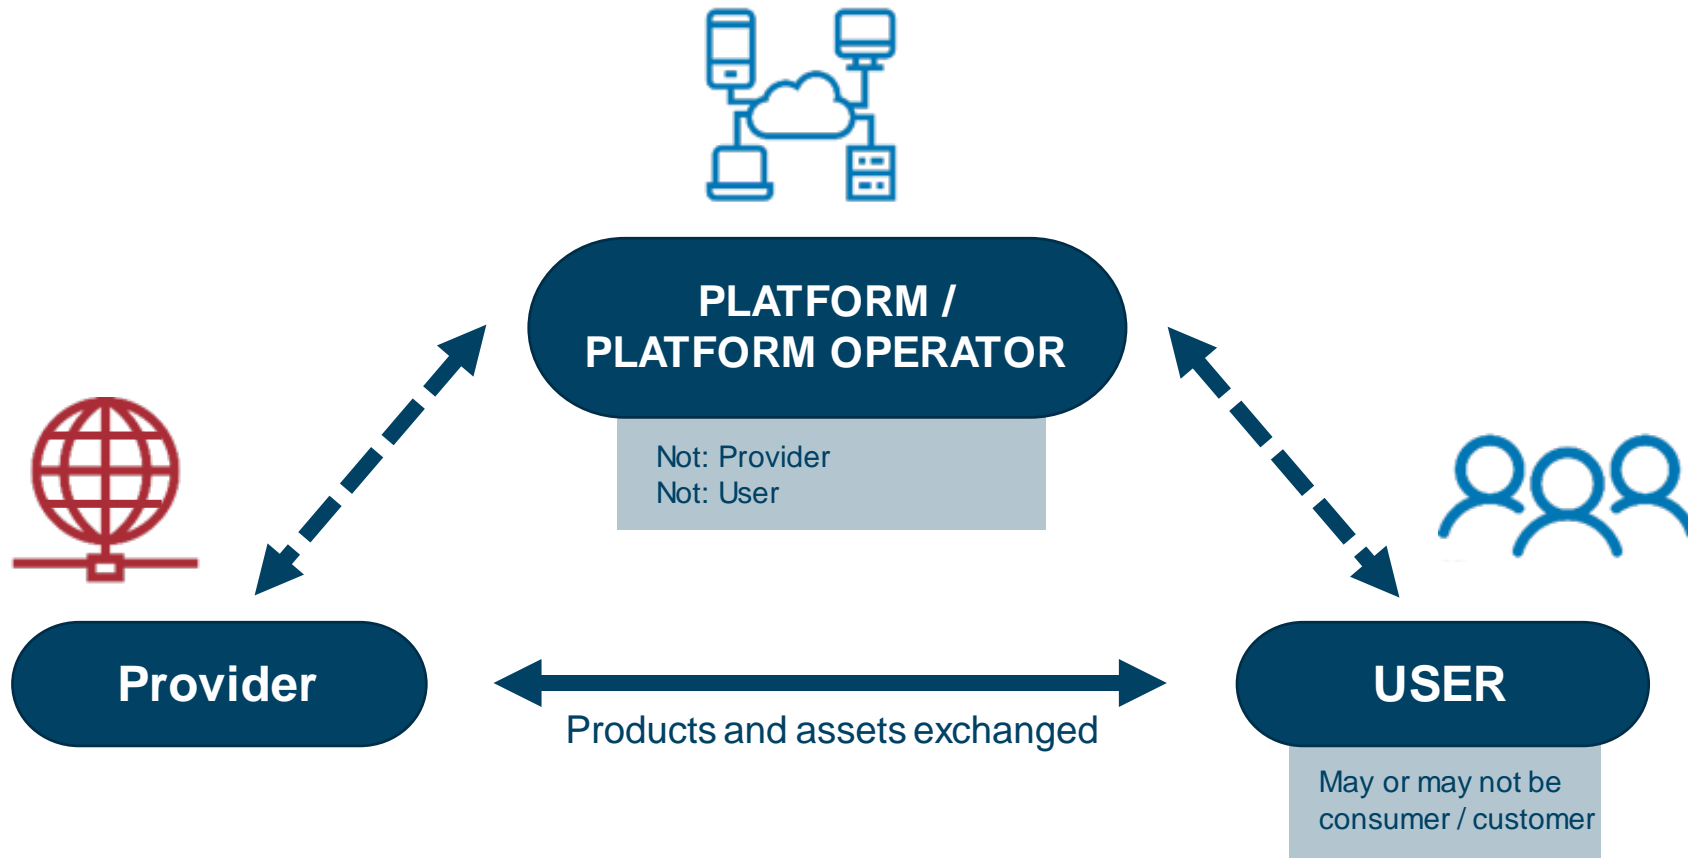 PLATFORM /
PLATFORM OPERATOR
Not: Provider
Not: User
Provider
Products and assets exchanged
USER
May or may not be
consumer / customer